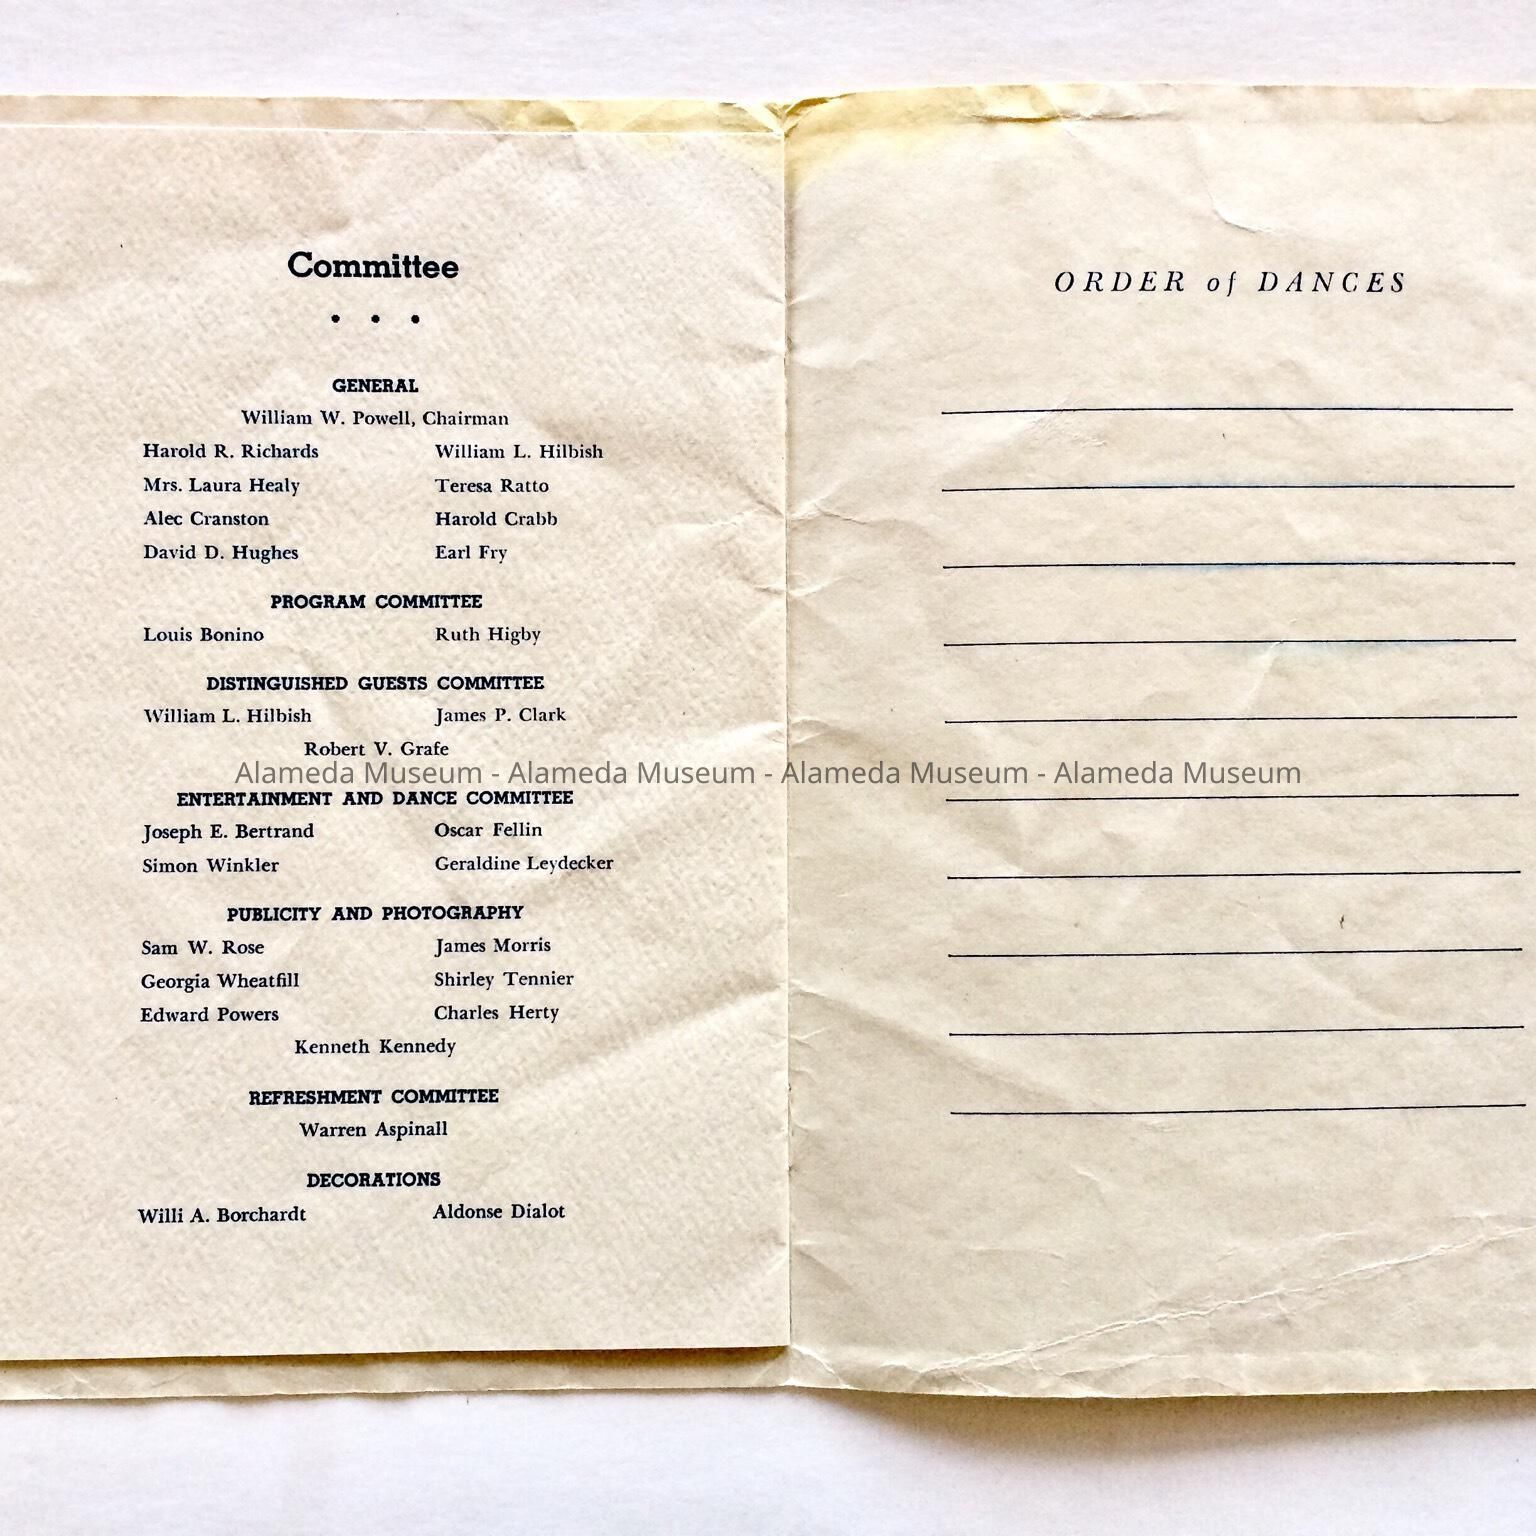 Committee
• • •
GENERAL
William W. Powell, Chairman
Harold R. Richards William L. Hilbish
Mrs. Laura Healy Teresa Ratto
Alec Cranston Harold Crabb
David D. Hughes Earl Fry
PROGRAM COMMITTEE
Louis Bonino Ruth Higby
DISTINGUISHED GUESTS COMMITTEE
William L. Hilbish James P. Clark
Robert V. Grafe
Alameda Museum - Alameda Museum - Alameda Museum - Alameda Museum
ENTERTAINMENT AND DANCE COMMITTEE
Joseph E. Bertrand Oscar Fellin
Simon Winkler Geraldine Leydecker
PUBLICITY AND PHOTOGRAPHY
Sam W. Rose James Morris
Georgia Wheatfill Shirley Tennier
Edward Powers Charles Herty
Kenneth Kennedy
REFRESHMENT COMMITTEE
Warren Aspinall
DECORATIONS
Willi A. Borchardt Aldonse Dialot
ORDER of DANCES